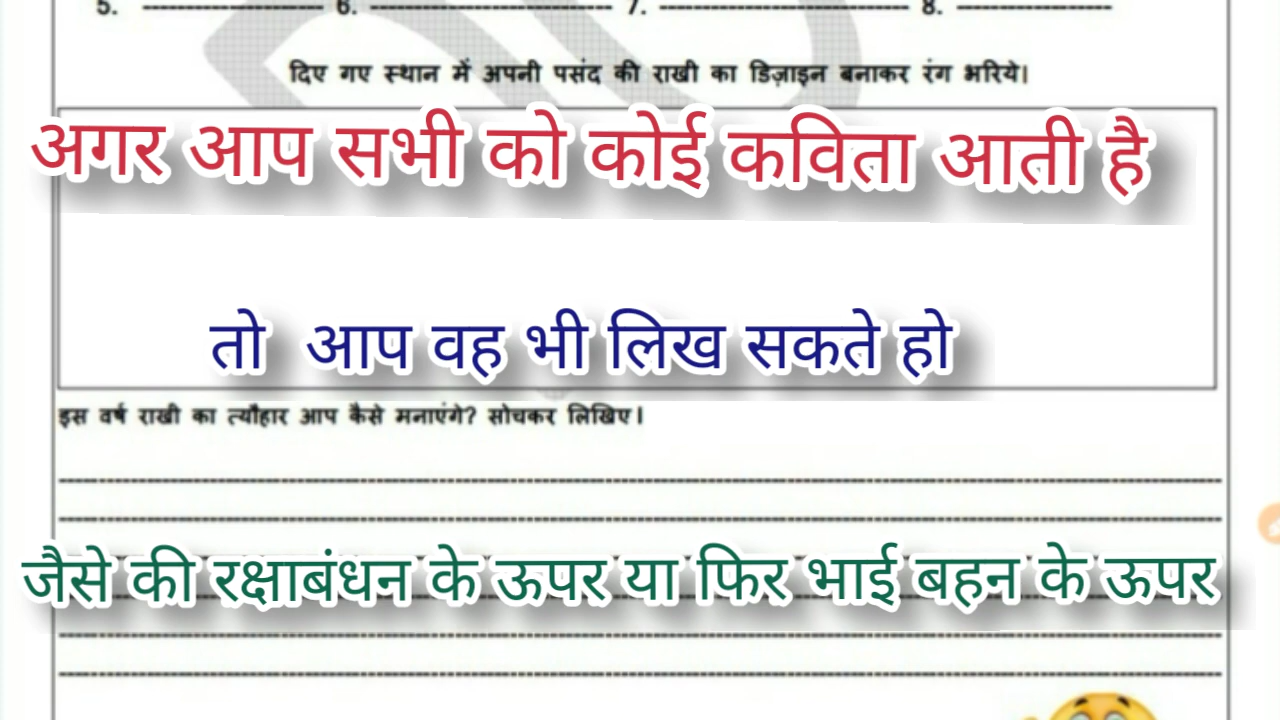 5. 6. 7. 8.
दिए गए स्थान में अपनी पसंद की राखी का डिज़ाइन बनाकर रंग भरिये।
अगर आप सभी को कोई कविता आती है
तो आप वह भी लिख सकते हो
इस वर्ष राखी का त्यौहार आप कैसे मनाएंगे? सोचकर लिखिए।
जैसे की रक्षाबंधन के ऊपर या फिर भाई बहन के ऊपर